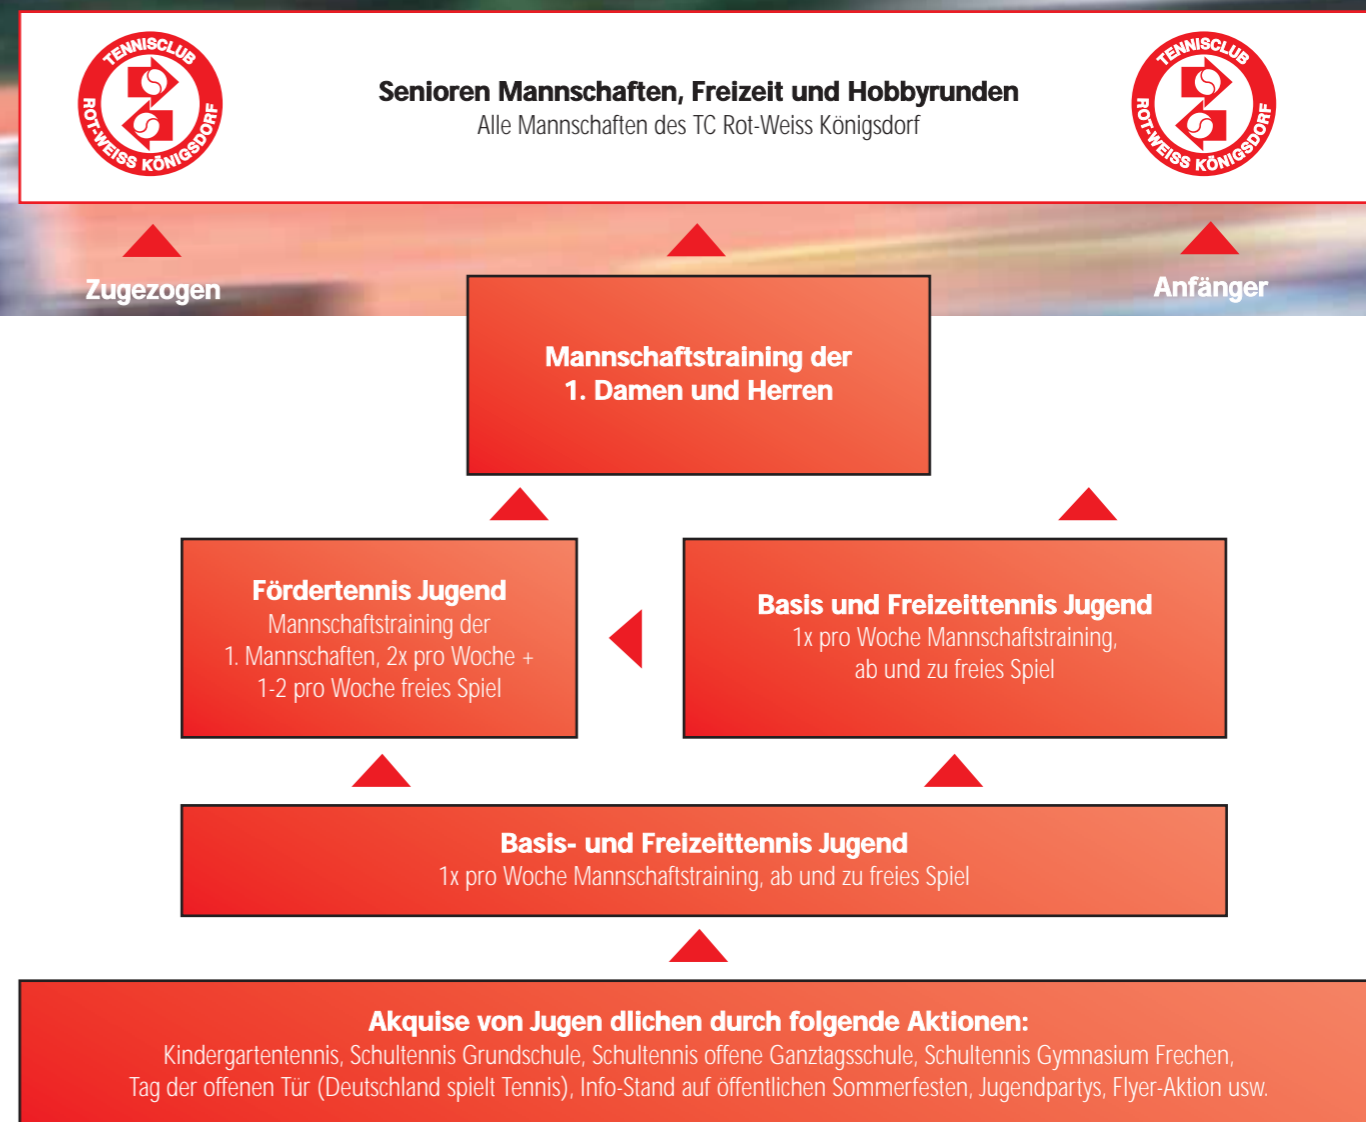 TENNISCLUB
ROT-WEISS KÖNIGSDORF
Senioren Mannschaften, Freizeit und Hobbyrunden
Alle Mannschaften des TC Rot-Weiss Königsdorf
TENNISCLUB
ROT-WEISS KÖNIGSDORF
Zugezogen
Anfänger
Mannschaftstraining der
1. Damen und Herren
Fördertennis Jugend
Mannschaftstraining der
1. Mannschaften, 2x pro Woche +
1-2 pro Woche freies Spiel
Basis und Freizeittennis Jugend
1x pro Woche Mannschaftstraining,
ab und zu freies Spiel
Basis- und Freizeittennis Jugend
1x pro Woche Mannschaftstraining, ab und zu freies Spiel
Akquise von Jugen dlichen durch folgende Aktionen:
Kindergartentennis, Schultennis Grundschule, Schultennis offene Ganztagsschule, Schultennis Gymnasium Frechen,
Tag der offenen Tür (Deutschland spielt Tennis), Info-Stand auf öffentlichen Sommerfesten, Jugendpartys, Flyer-Aktion usw.